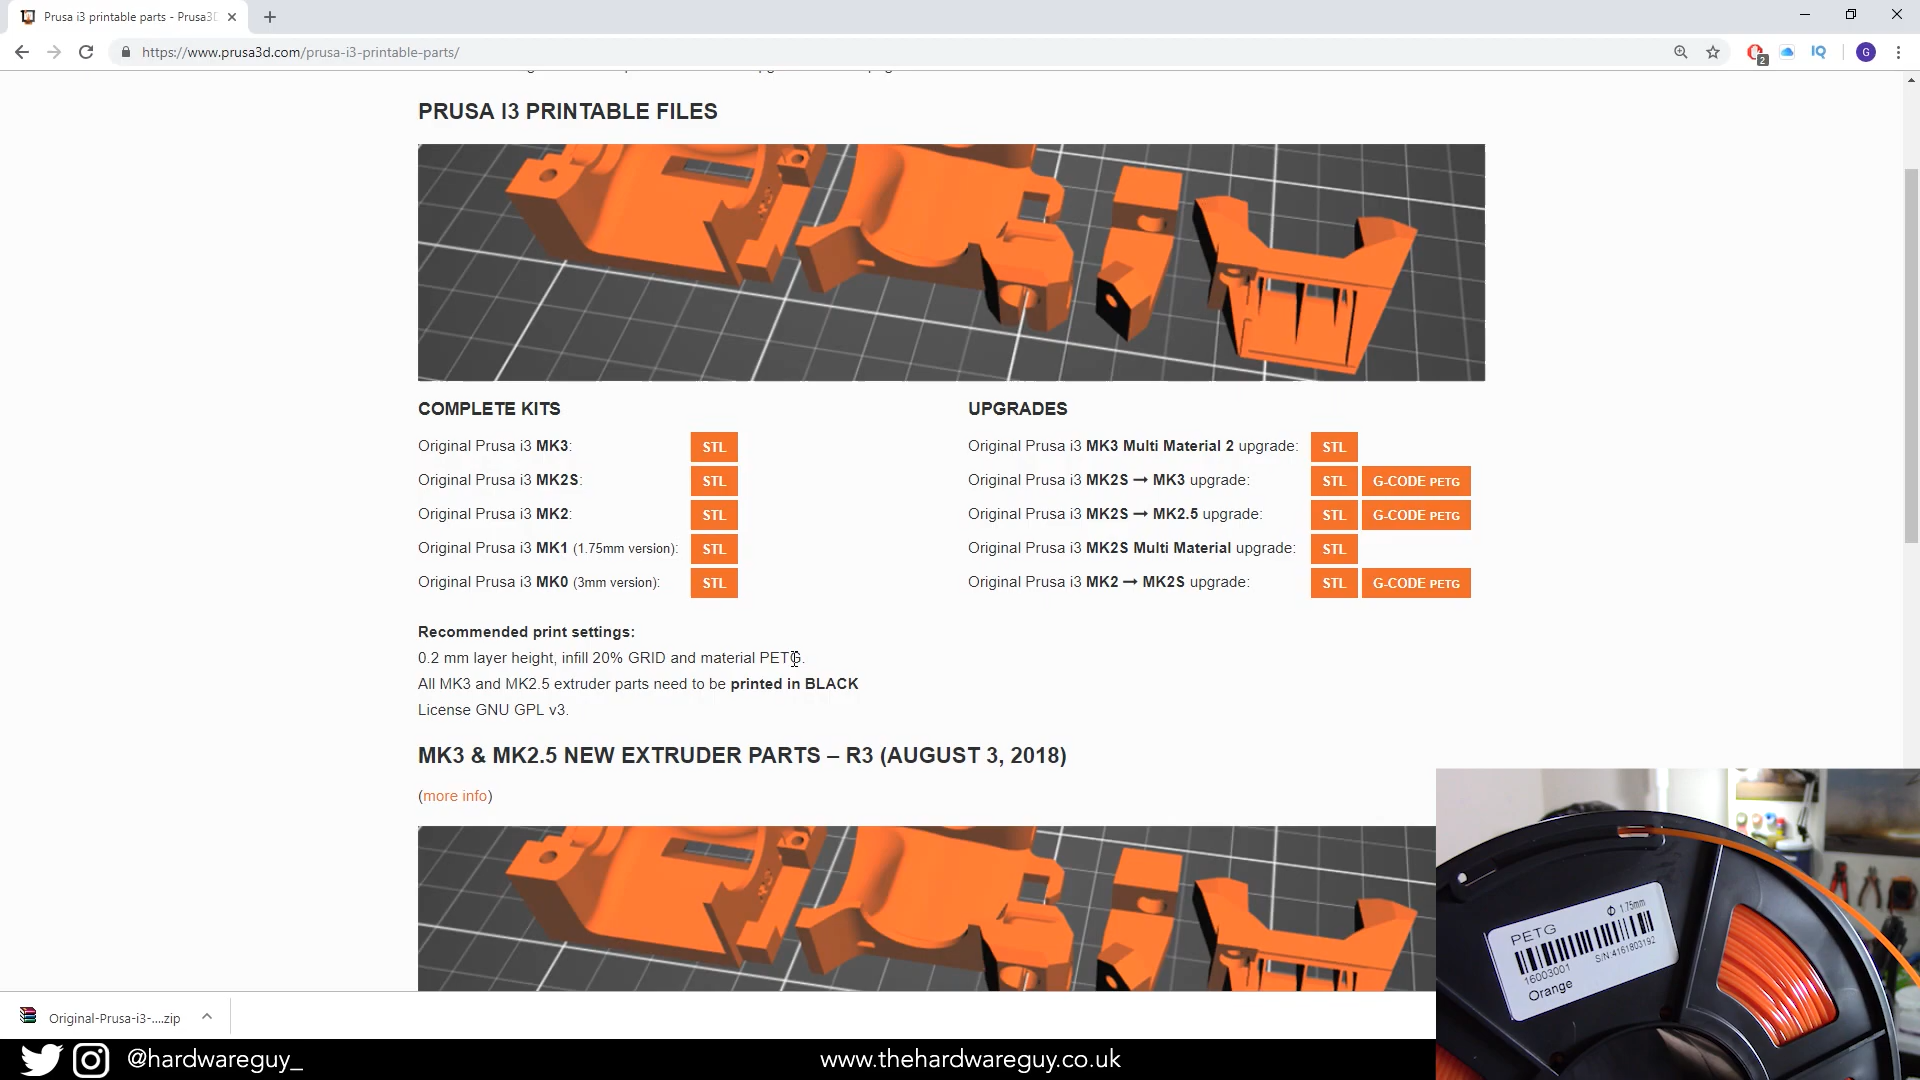 Prusa i3 printable parts - Prusa3D
https://www.prusa3d.com/prusa-i3-printable-parts/
2
IQ
G
PRUSA I3 PRINTABLE FILES
COMPLETE KITS
Original Prusa i3 MK3: STL
Original Prusa i3 MK2S: STL
Original Prusa i3 MK2: STL
Original Prusa i3 MK1 (1.75mm version): STL
Original Prusa i3 MK0 (3mm version): STL
UPGRADES
Original Prusa i3 MK3 Multi Material 2 upgrade: STL
Original Prusa i3 MK2S → MK3 upgrade: STL G-CODE PETG
Original Prusa i3 MK2S → MK2.5 upgrade: STL G-CODE PETG
Original Prusa i3 MK2S Multi Material upgrade: STL
Original Prusa i3 MK2 → MK2S upgrade: STL G-CODE PETG
Recommended print settings:
0.2 mm layer height, infill 20% GRID and material PETG.
All MK3 and MK2.5 extruder parts need to be printed in BLACK
License GNU GPL v3.
MK3 & MK2.5 NEW EXTRUDER PARTS – R3 (AUGUST 3, 2018)
(more info)
PETG
Φ 1.75mm
16003001
S/N:4161803192
Orange
Original-Prusa-i3-....zip
@hardwareguy_
www.thehardwareguy.co.uk